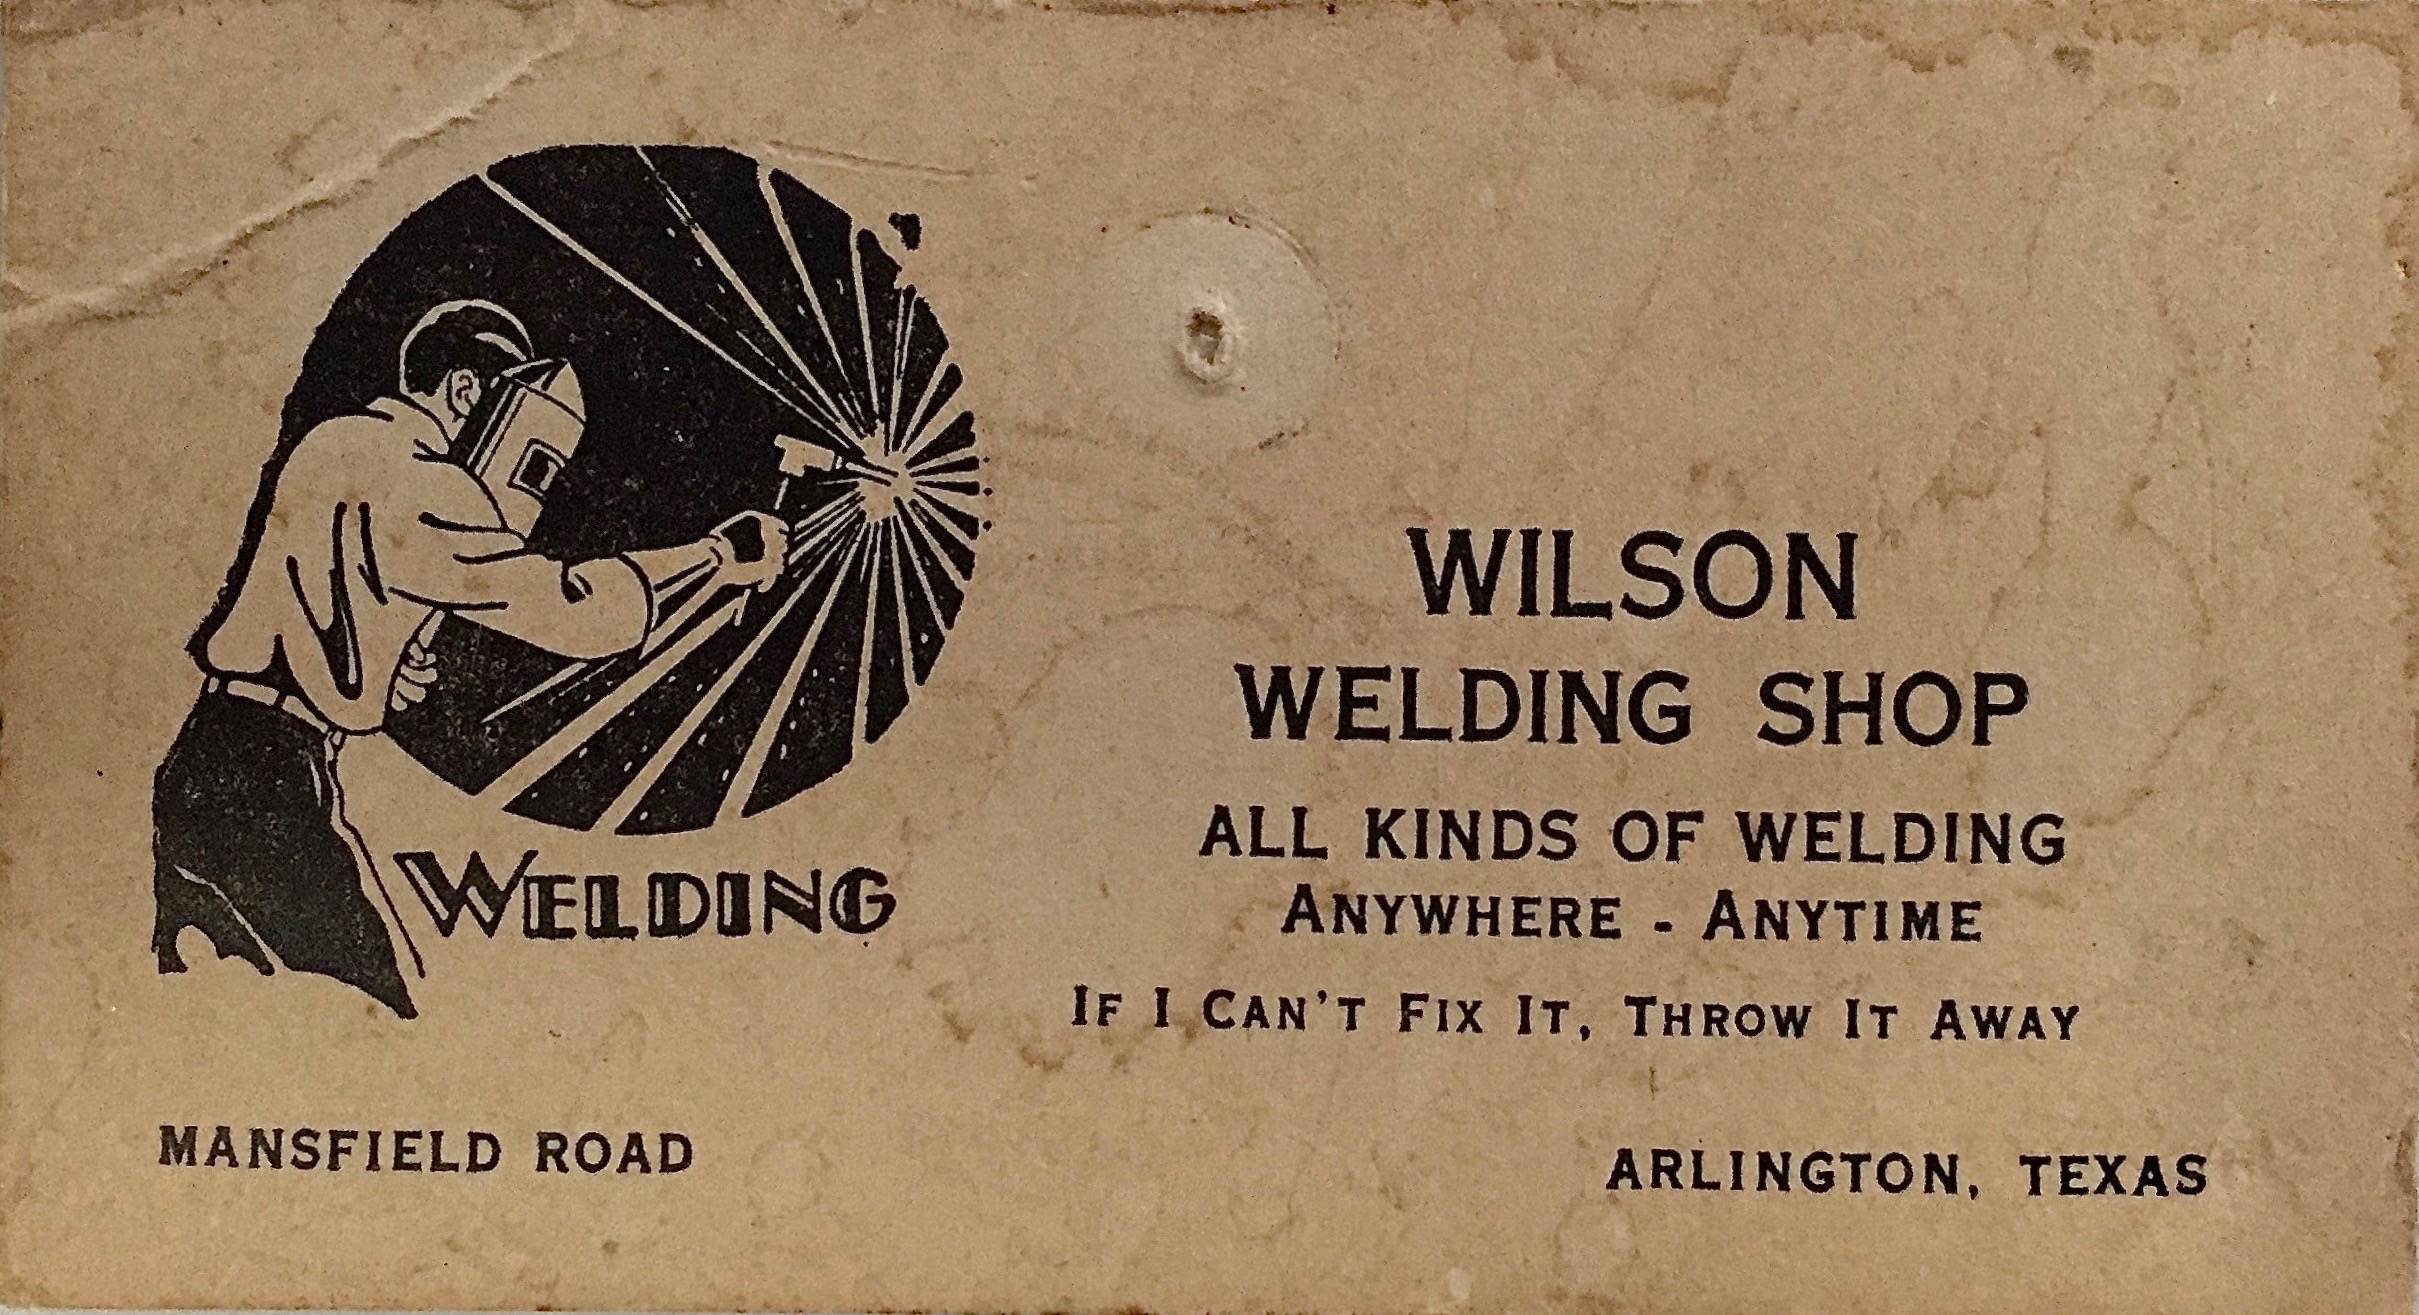 WELDING
WILSON
WELDING SHOP
ALL KINDS OF WELDING
ANYWHERE - ANYTIME
IF I CAN'T FIX IT, THROW IT AWAY
MANSFIELD ROAD
ARLINGTON, TEXAS